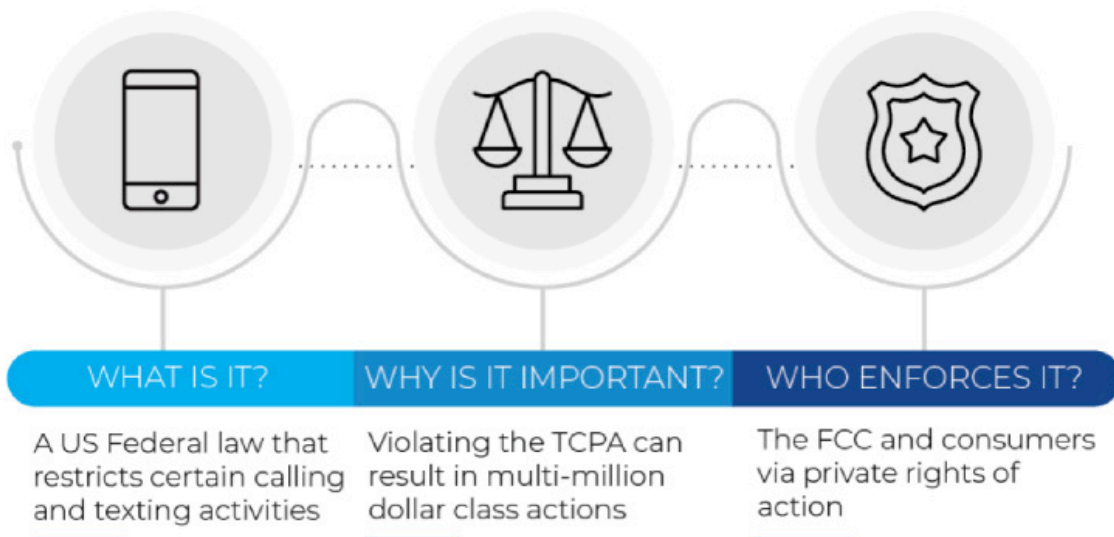 WHAT IS IT?
A US Federal law that
restricts certain calling
and texting activities
WHY IS IT IMPORTANT?
Violating the TCPA can
result in multi-million
dollar class actions
WHO ENFORCES IT?
The FCC and consumers
via private rights of
action